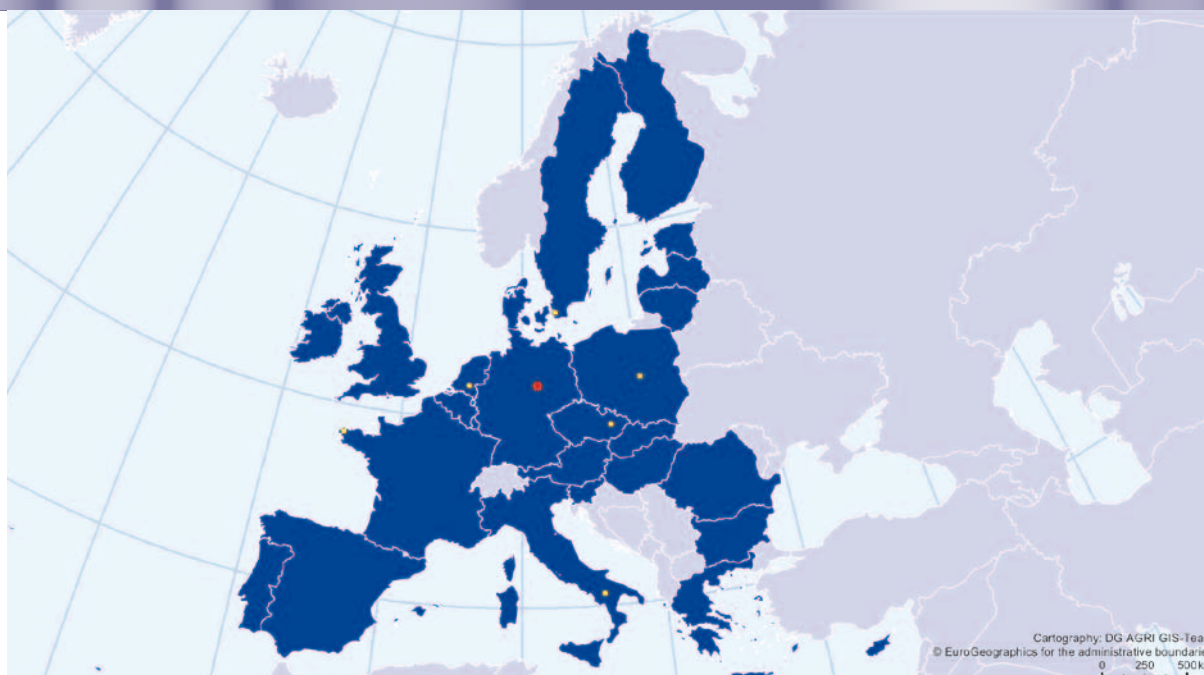 Cartography: DG AGRI GIS-Tea
© EuroGeographics for the administrative boundarie
0 250 500k